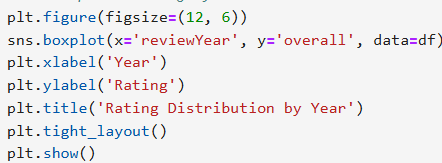 plt.figure(figsize=(12, 6))
sns.boxplot(x='reviewYear', y='overall', data=df)
plt.xlabel('Year')
plt.ylabel('Rating')
plt.title('Rating Distribution by Year')
plt.tight_layout()
plt.show()